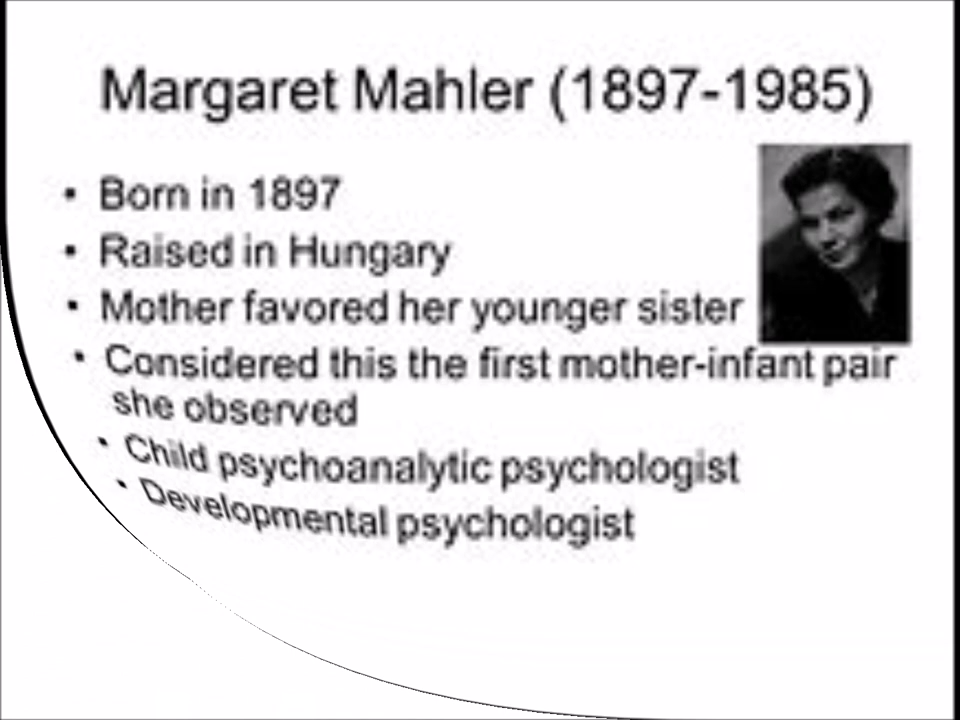 Margaret Mahler (1897-1985)
• Born in 1897
• Raised in Hungary
• Mother favored her younger sister
• Considered this the first mother-infant pair
she observed
• Child psychoanalytic psychologist
• Developmental psychologist